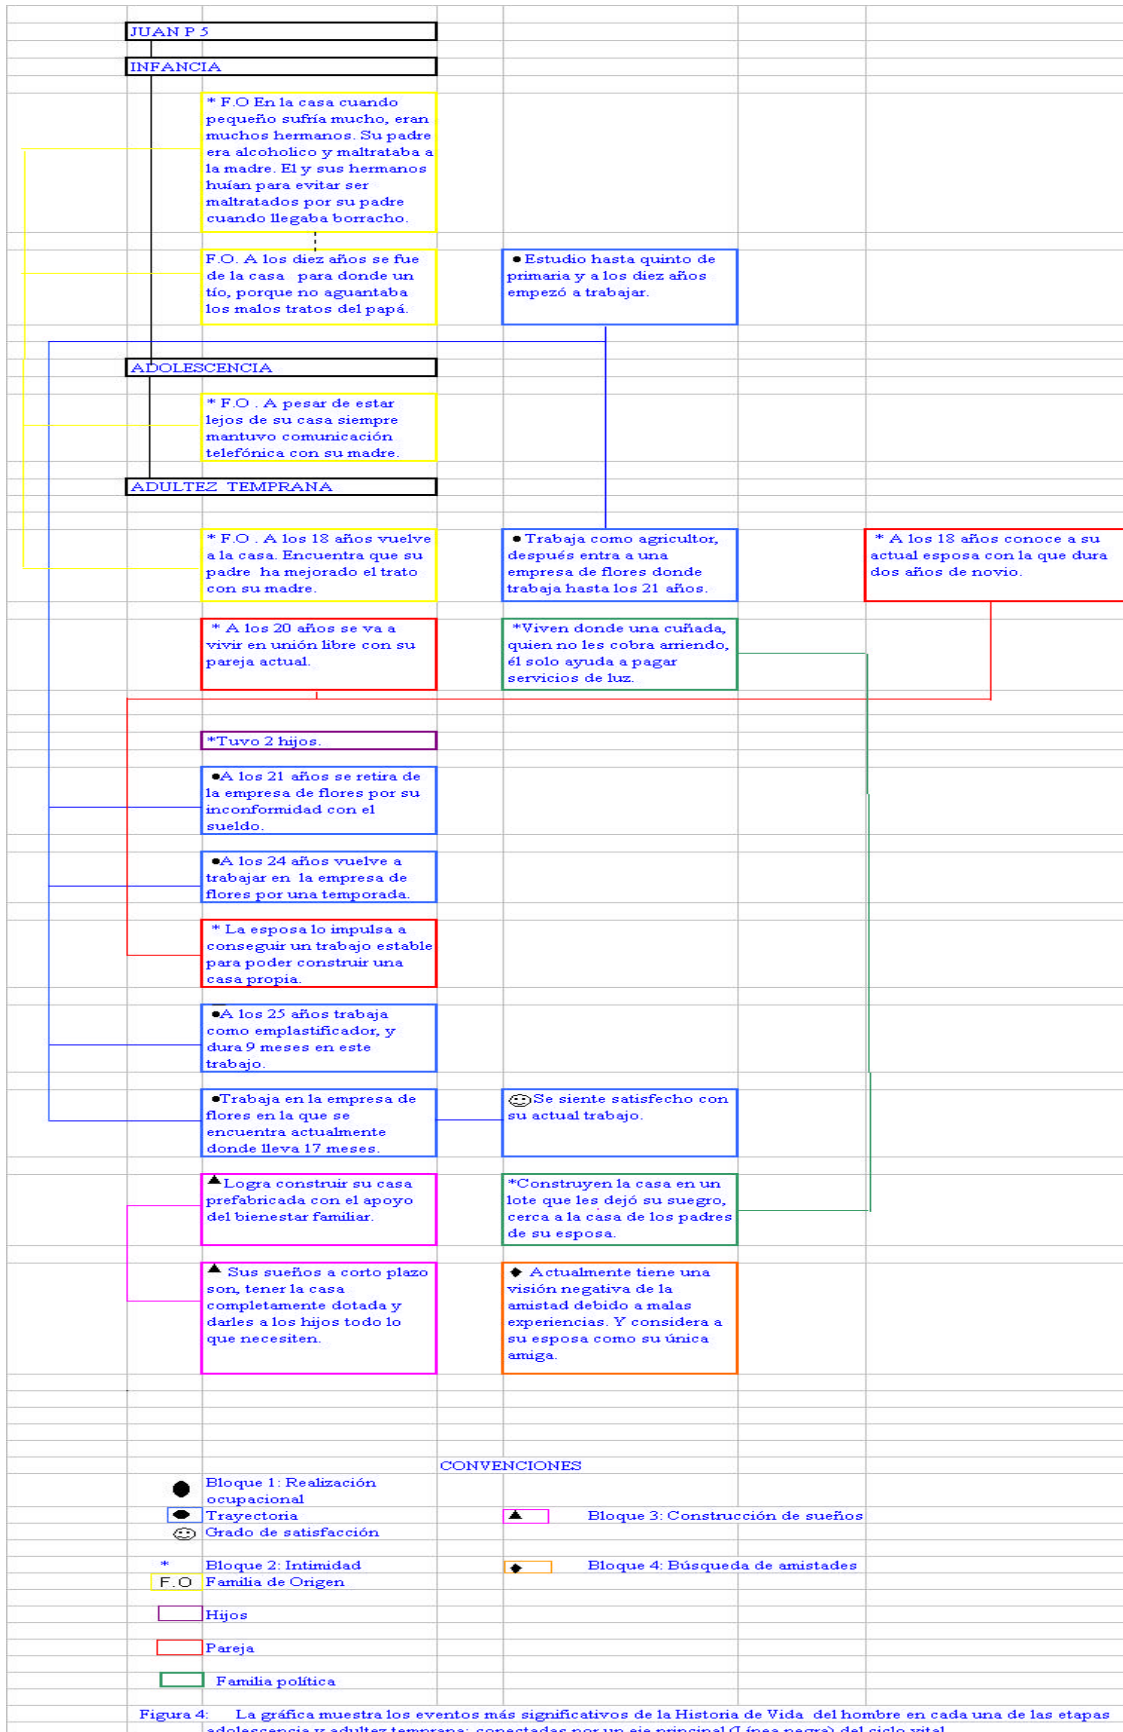 JUAN P 5
INFANCIA
* F.O En la casa cuando
pequeño sufría mucho, eran
muchos hermanos. Su padre
era alcoholico y maltrataba a
la madre. El y sus hermanos
huían para evitar ser
maltratados por su padre
cuando llegaba borracho.
F.O. A los diez años se fue
de la casa para donde un
tío, porque no aguantaba
los malos tratos del papá.
● Estudio hasta quinto de
primaria y a los diez años
empezó a trabajar.
ADOLESCENCIA
* F.O . A pesar de estar
lejos de su casa siempre
mantuvo comunicación
telefónica con su madre.
ADULTEZ TEMPRANA
* F.O . A los 18 años vuelve
a la casa. Encuentra que su
padre ha mejorado el trato
con su madre.
● Trabaja como agricultor,
después entra a una
empresa de flores donde
trabaja hasta los 21 años.
* A los 18 años conoce a su
actual esposa con la que dura
dos años de novio.
* A los 20 años se va a
vivir en unión libre con su
pareja actual.
*Viven donde una cuñada,
quien no les cobra arriendo,
él solo ayuda a pagar
servicios de luz.
*Tuvo 2 hijos.
●A los 21 años se retira de
la empresa de flores por su
inconformidad con el
sueldo.
●A los 24 años vuelve a
trabajar en la empresa de
flores por una temporada.
* La esposa lo impulsa a
conseguir un trabajo estable
para poder construir una
casa propia.
●A los 25 años trabaja
como emplastificador, y
dura 9 meses en este
trabajo.
●Trabaja en la empresa de
flores en la que se
encuentra actualmente
donde lleva 17 meses.
☺Se siente satisfecho con
su actual trabajo.
▲Logra construir su casa
prefabricada con el apoyo
del bienestar familiar.
*Construyen la casa en un
lote que les dejó su suegro,
cerca a la casa de los padres
de su esposa.
▲ Sus sueños a corto plazo
son, tener la casa
completamente dotada y
darles a los hijos todo lo
que necesiten.
◆ Actualmente tiene una
visión negativa de la
amistad debido a malas
experiencias. Y considera a
su esposa como su única
amiga.
CONVENCIONES
● Bloque 1: Realización
ocupacional
● Trayectoria
☺ Grado de satisfacción
▲ Bloque 3: Construcción de sueños
* Bloque 2: Intimidad
F.O Familia de Origen
◆ Bloque 4: Búsqueda de amistades
Hijos
Pareja
Familia política
Figura 4: La gráfica muestra los eventos más significativos de la Historia de Vida del hombre en cada una de las etapas
adolescencia y adultez temprana; conectadas por un eje principal (Línea negra) del ciclo vital